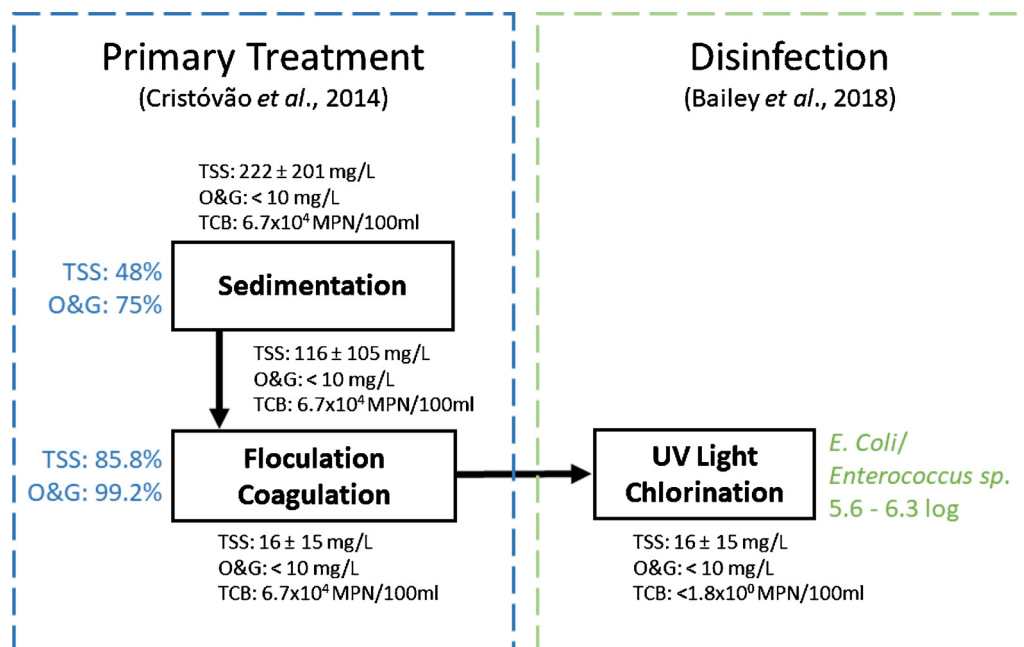 Primary Treatment
(Cristóvão et al., 2014)
TSS: 222 ± 201 mg/L
O&G: < 10 mg/L
TCB: 6.7x10⁴ MPN/100ml
TSS: 48%
O&G: 75%
Sedimentation
TSS: 116 ± 105 mg/L
O&G: < 10 mg/L
TCB: 6.7x10⁴ MPN/100ml
TSS: 85.8%
O&G: 99.2%
Floculation
Coagulation
TSS: 16 ± 15 mg/L
O&G: < 10 mg/L
TCB: 6.7x10⁴ MPN/100ml
Disinfection
(Bailey et al., 2018)
UV Light
Chlorination
E. Coli/
Enterococcus sp.
5.6 - 6.3 log
TSS: 16 ± 15 mg/L
O&G: < 10 mg/L
TCB: <1.8x10⁰ MPN/100ml